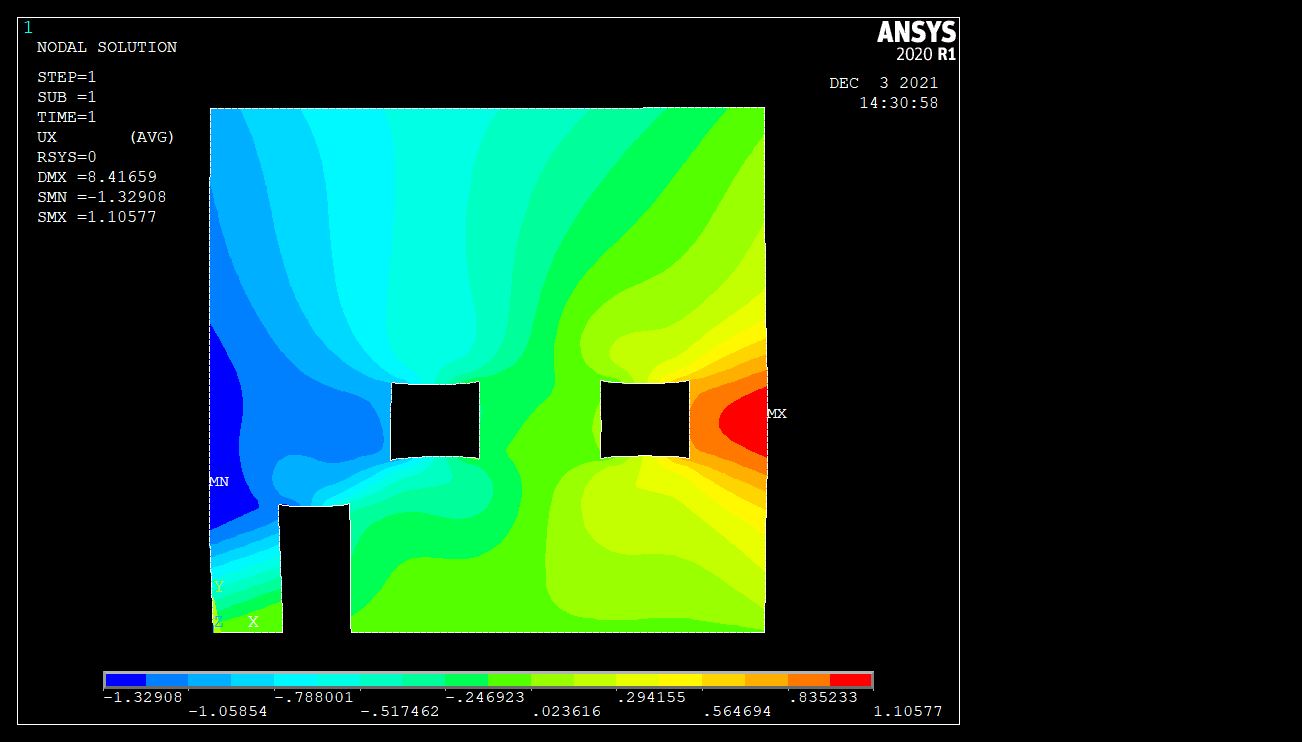 1
ANSYS
2020 R1
NODAL SOLUTION
STEP=1
SUB =1
TIME=1
UX (AVG)
RSYS=0
DMX =8.41659
SMN =-1.32908
SMX =1.10577
DEC 3 2021
14:30:58
MX
MN
Y
Z X
-1.32908 -.788001 -.246923 .294155 .835233
-1.05854 -.517462 .023616 .564694 1.10577